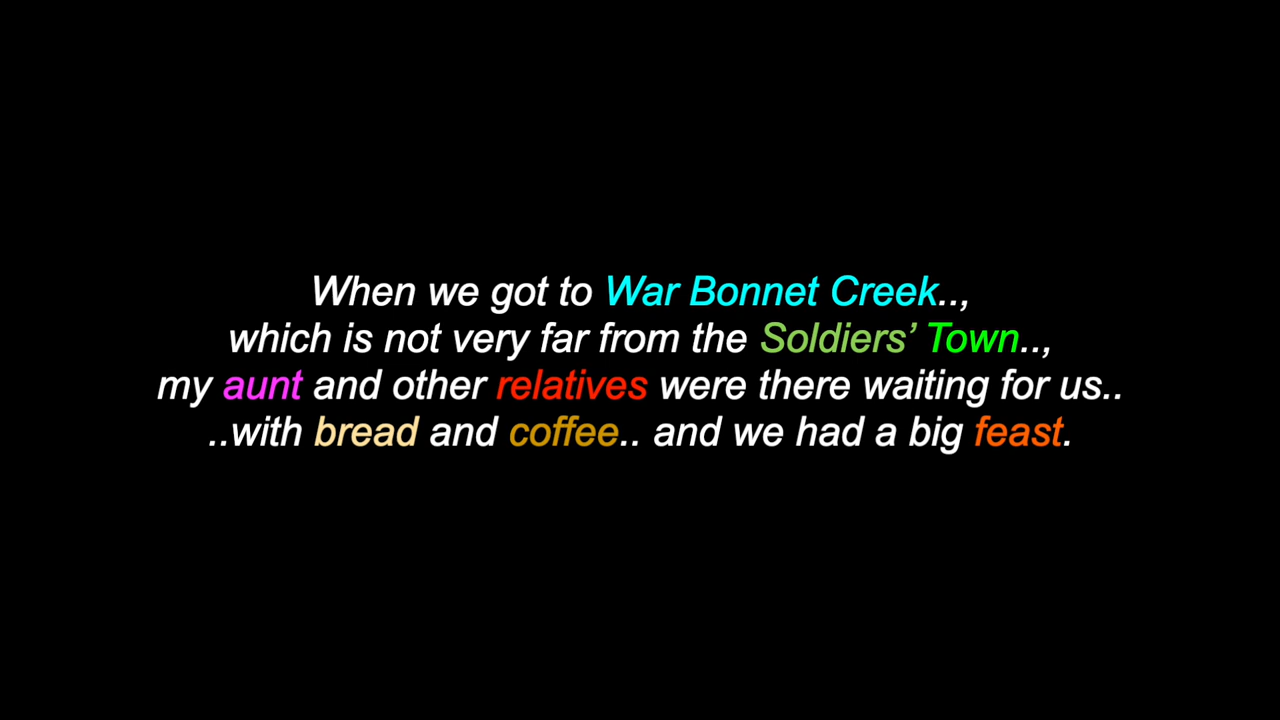 When we got to War Bonnet Creek..,
which is not very far from the Soldiers’ Town..,
my aunt and other relatives were there waiting for us..
..with bread and coffee.. and we had a big feast.